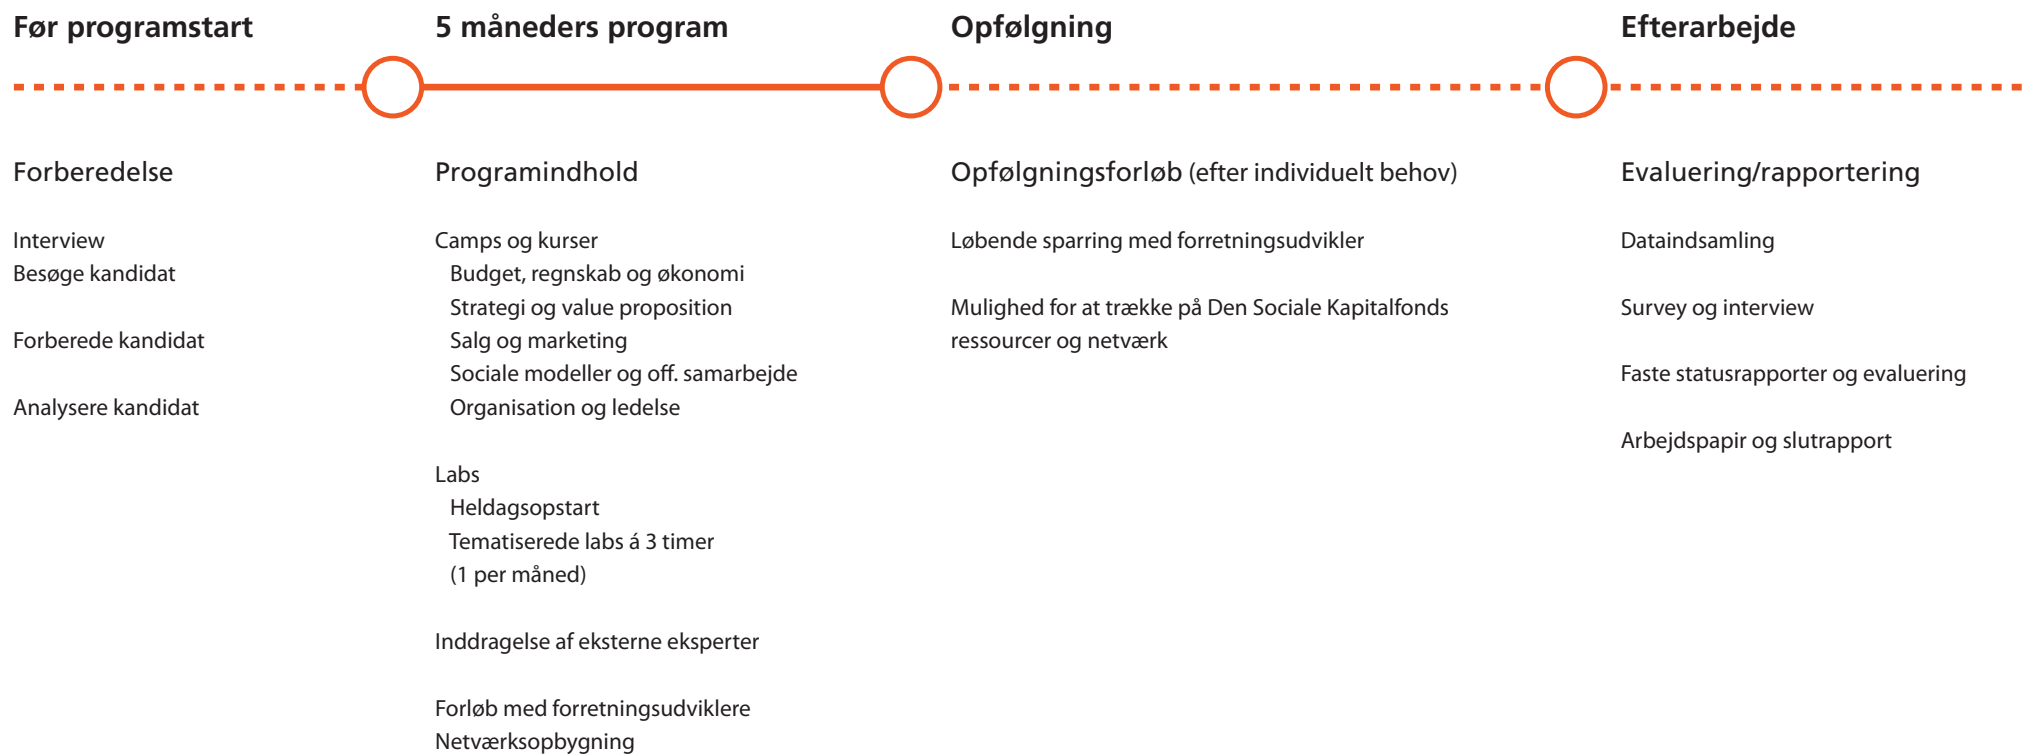 Før programstart
5 måneders program
Opfølgning
Efterarbejde
Forberedelse
Interview
Besøge kandidat
Forberede kandidat
Analysere kandidat
Programindhold
Camps og kurser
Budget, regnskab og økonomi
Strategi og value proposition
Salg og marketing
Sociale modeller og off. samarbejde
Organisation og ledelse
Labs
Heldagsopstart
Tematiserede labs á 3 timer
(1 per måned)
Inddragelse af eksterne eksperter
Forløb med forretningsudviklere
Netværksopbygning
Opfølgningsforløb (efter individuelt behov)
Løbende sparring med forretningsudvikler
Mulighed for at trække på Den Sociale Kapitalfonds
ressourcer og netværk
Evaluering/rapportering
Dataindsamling
Survey og interview
Faste statusrapporter og evaluering
Arbejdspapir og slutrapport